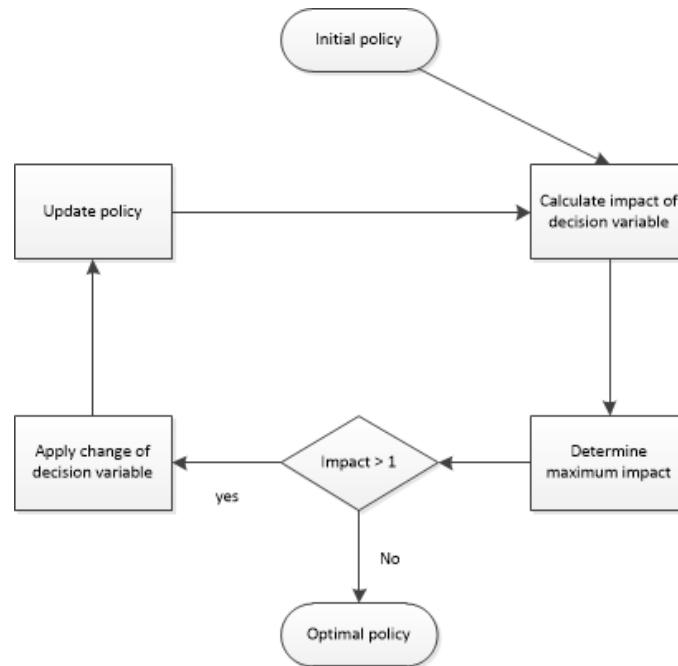 Initial policy
Update policy
Calculate impact of
decision variable
Apply change of
decision variable
Impact > 1
Determine
maximum impact
yes
No
Optimal policy